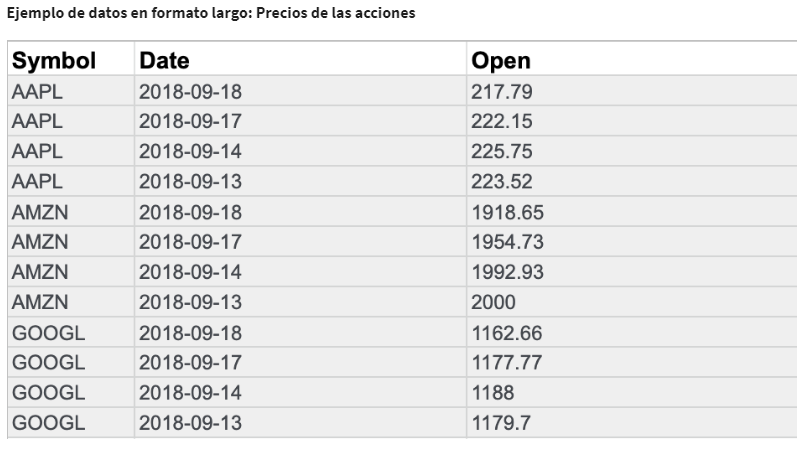 Ejemplo de datos en formato largo: Precios de las acciones
Symbol Date Open
AAPL 2018-09-18 217.79
AAPL 2018-09-17 222.15
AAPL 2018-09-14 225.75
AAPL 2018-09-13 223.52
AMZN 2018-09-18 1918.65
AMZN 2018-09-17 1954.73
AMZN 2018-09-14 1992.93
AMZN 2018-09-13 2000
GOOGL 2018-09-18 1162.66
GOOGL 2018-09-17 1177.77
GOOGL 2018-09-14 1188
GOOGL 2018-09-13 1179.7